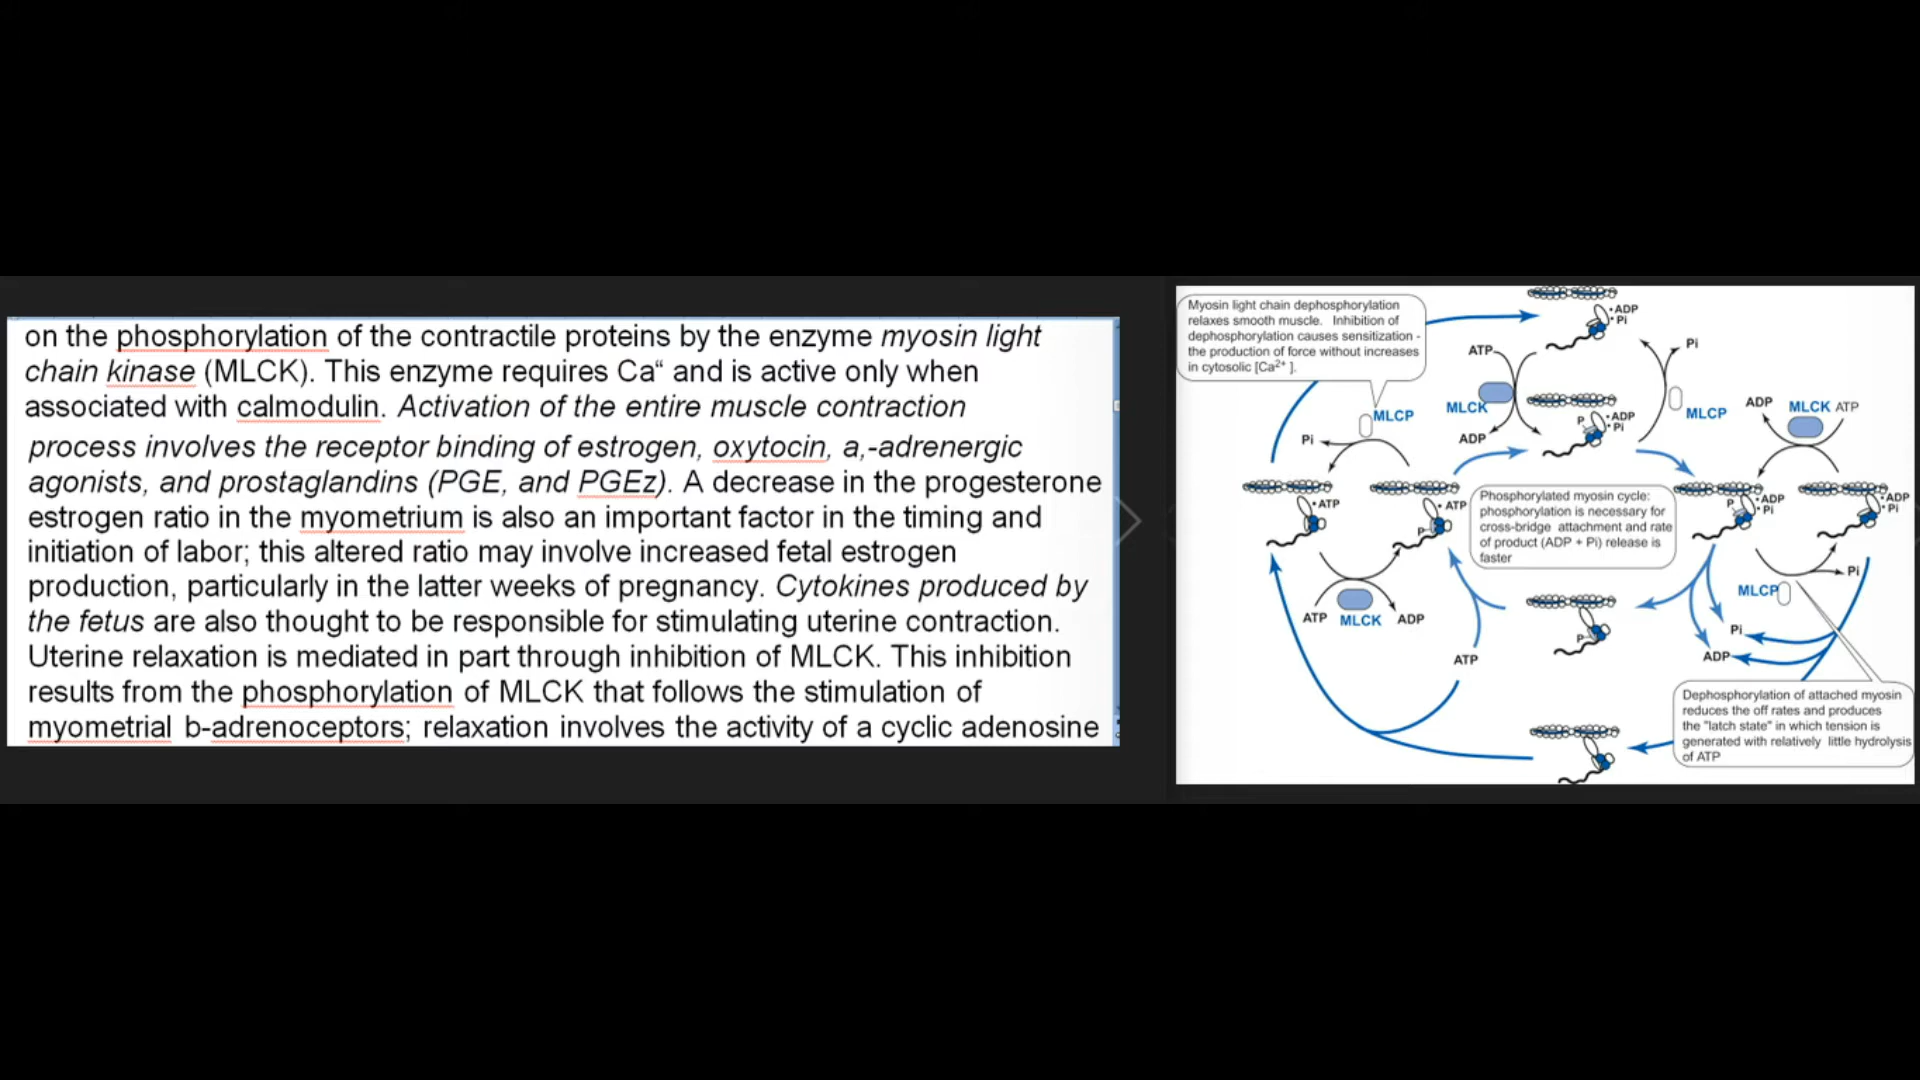 on the phosphorylation of the contractile proteins by the enzyme myosin light
chain kinase (MLCK). This enzyme requires Ca“ and is active only when
associated with calmodulin. Activation of the entire muscle contraction
process involves the receptor binding of estrogen, oxytocin, a,-adrenergic
agonists, and prostaglandins (PGE, and PGEz). A decrease in the progesterone
estrogen ratio in the myometrium is also an important factor in the timing and
initiation of labor; this altered ratio may involve increased fetal estrogen
production, particularly in the latter weeks of pregnancy. Cytokines produced by
the fetus are also thought to be responsible for stimulating uterine contraction.
Uterine relaxation is mediated in part through inhibition of MLCK. This inhibition
results from the phosphorylation of MLCK that follows the stimulation of
myometrial b-adrenoceptors; relaxation involves the activity of a cyclic adenosine
Myosin light chain dephosphorylation
relaxes smooth muscle. Inhibition of
dephosphorylation causes sensitization -
the production of force without increases
in cytosolic [Ca2+ ].
• ADP
• Pi
ATP
MLCK
ADP
P
• ADP
• Pi
Pi
MLCP
ADP
MLCK
ATP
MLCP
Pi
• ATP
P
• ATP
ATP
MLCK
ADP
Phosphorylated myosin cycle:
phosphorylation is necessary for
cross-bridge attachment and rate
of product (ADP + Pi) release is
faster
P
• ADP
• Pi
• ADP
• Pi
MLCP
Pi
P
Pi
ADP
ATP
Dephosphorylation of attached myosin
reduces the off rates and produces
the "latch state" in which tension is
generated with relatively little hydrolysis
of ATP